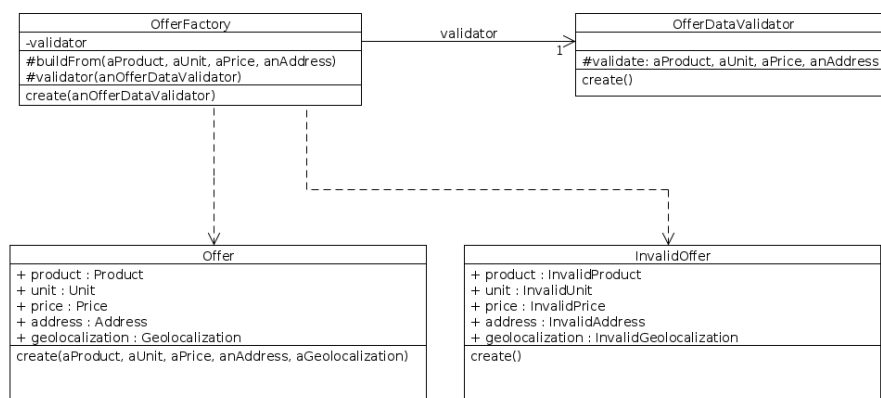 OfferFactory
-validator
#buildFrom(aProduct, aUnit, aPrice, anAddress)
#validator(anOfferDataValidator)
create(anOfferDataValidator)
validator
1
OfferDataValidator
#validate: aProduct, aUnit, aPrice, anAddress
create()
Offer
+ product : Product
+ unit : Unit
+ price : Price
+ address : Address
+ geolocalization : Geolocalization
create(aProduct, aUnit, aPrice, anAddress, aGeolocalization)
InvalidOffer
+ product : InvalidProduct
+ unit : InvalidUnit
+ price : InvalidPrice
+ address : InvalidAddress
+ geolocalization : InvalidGeolocalization
create()